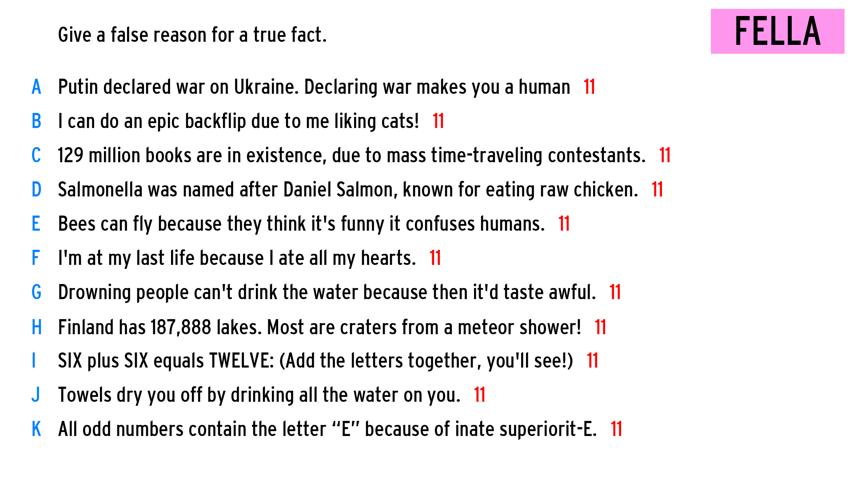 Give a false reason for a true fact.
FELLA
A Putin declared war on Ukraine. Declaring war makes you a human 11
B I can do an epic backflip due to me liking cats! 11
C 129 million books are in existence, due to mass time-traveling contestants. 11
D Salmonella was named after Daniel Salmon, known for eating raw chicken. 11
E Bees can fly because they think it's funny it confuses humans. 11
F I'm at my last life because I ate all my hearts. 11
G Drowning people can't drink the water because then it'd taste awful. 11
H Finland has 187,888 lakes. Most are craters from a meteor shower! 11
I SIX plus SIX equals TWELVE: (Add the letters together, you'll see!) 11
J Towels dry you off by drinking all the water on you. 11
K All odd numbers contain the letter “E” because of inate superiorit-E. 11